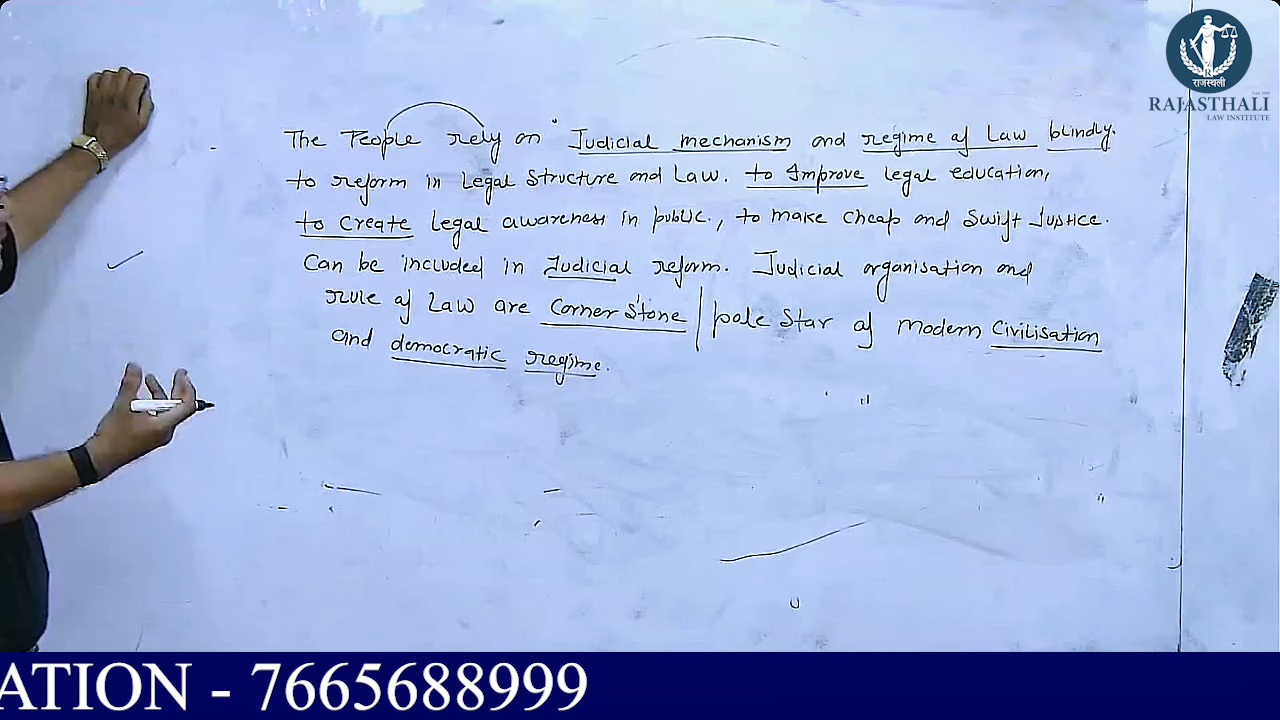 राजस्थली
RAJASTHALI
LAW INSTITUTE
The People rely on "Judicial mechanism and regime of Law blindly.
to reform in Legal Structure and Law. to Improve legal education,
to create legal awareness in public., to make cheap and swift Justice.
Can be included in Judicial reform. Judicial organisation and
rule of Law are Corner Stone | pole Star of modern Civilisation
and democratic regime.
ATION - 7665688999